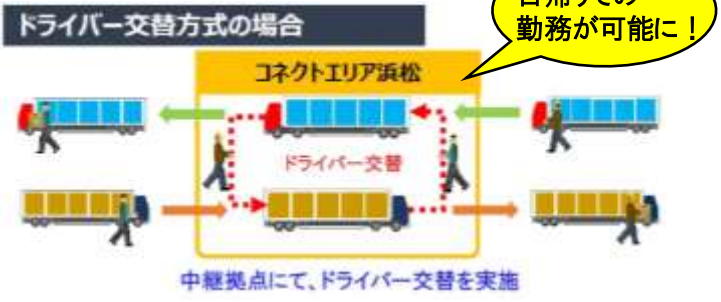 ドライバー交替方式の場合
勤務が可能に！
コネクトエリア浜松
ドライバー交替
中継拠点にて、ドライバー交替を実施